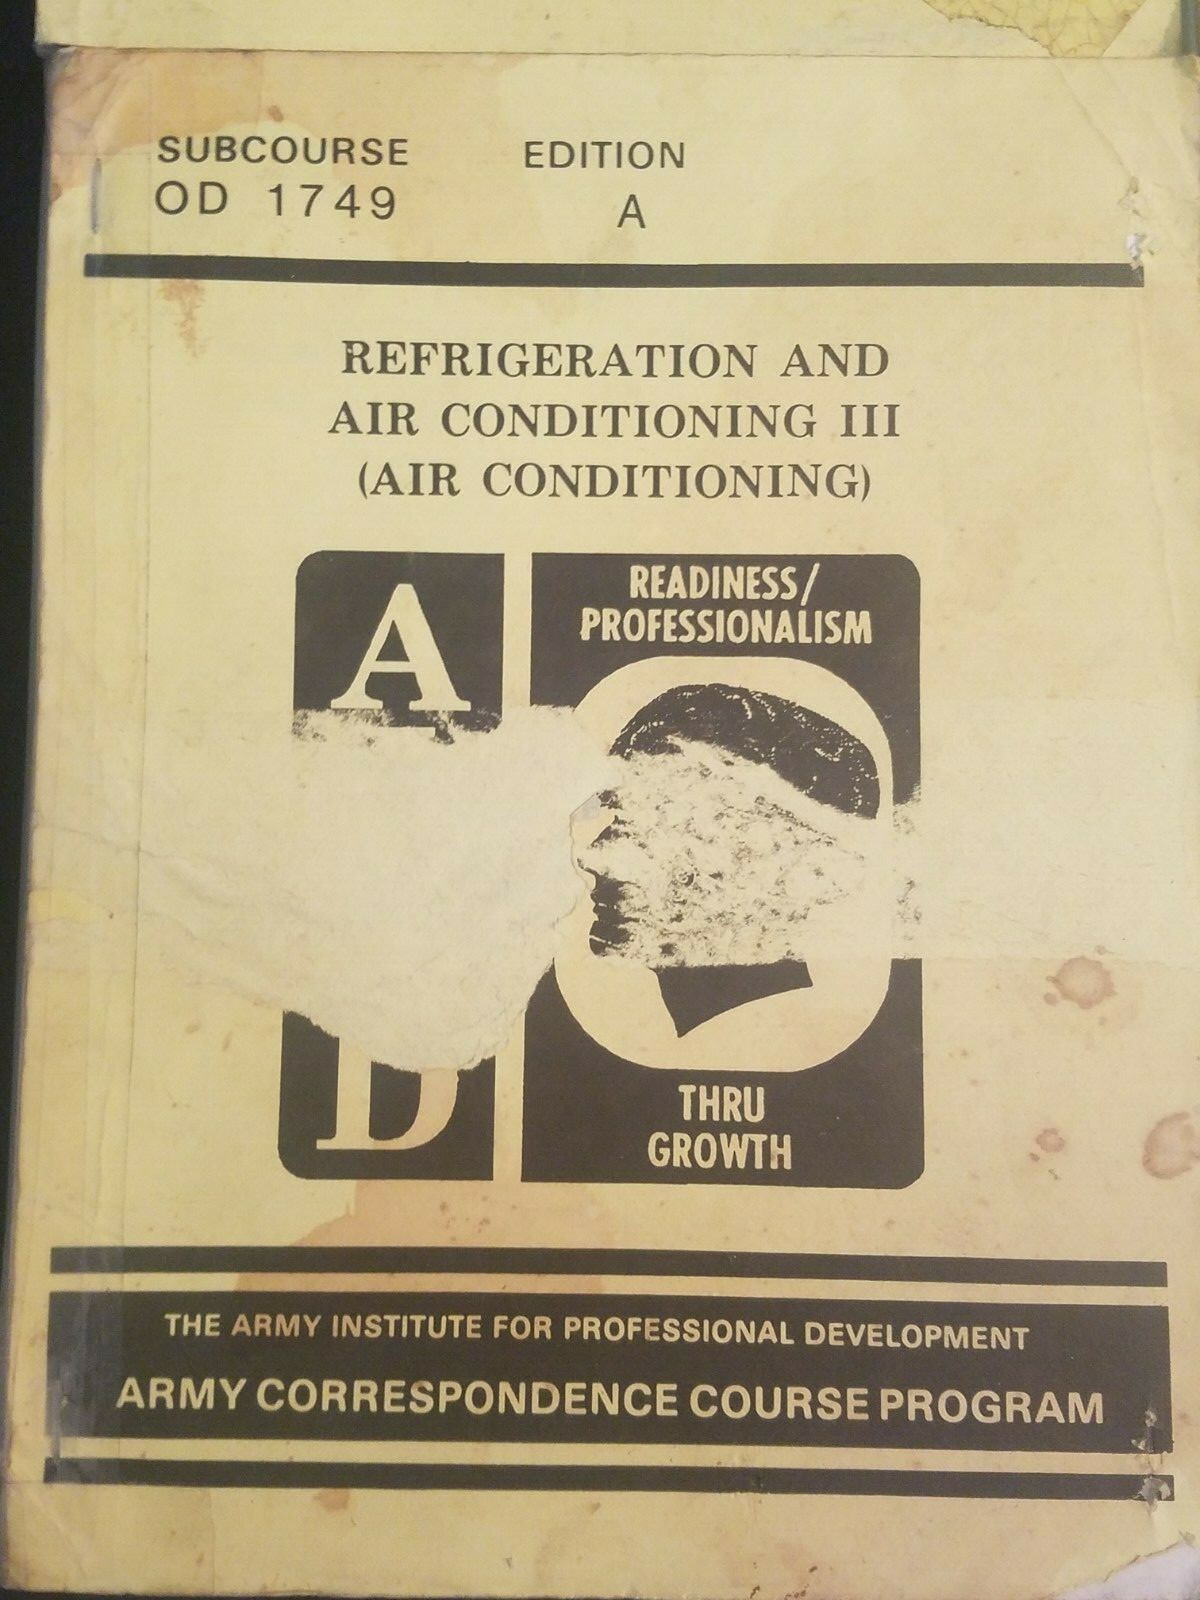 SUBCOURSE EDITION
OD 1749 A
REFRIGERATION AND
AIR CONDITIONING III
(AIR CONDITIONING)
A
READINESS/
PROFESSIONALISM
D
THRU
GROWTH
THE ARMY INSTITUTE FOR PROFESSIONAL DEVELOPMENT
ARMY CORRESPONDENCE COURSE PROGRAM